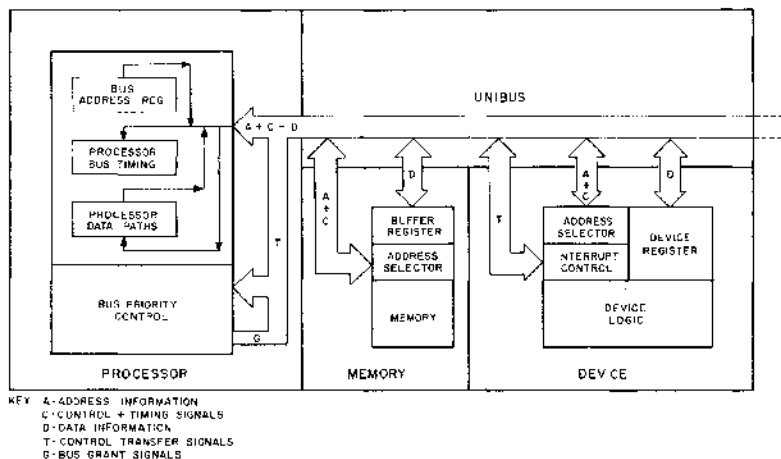 BUS
ADDRESS REG
PROCESSOR
BUS TIMING
PROCESSOR
DATA PATHS
BUS PRIORITY
CONTROL
PROCESSOR
UNIBUS
A + C - D
T
G
A + C
D
BUFFER
REGISTER
ADDRESS
SELECTOR
MEMORY
MEMORY
T
A + C
D
ADDRESS
SELECTOR
INTERRUPT
CONTROL
DEVICE
REGISTER
DEVICE
LOGIC
DEVICE
KEY A-ADDRESS INFORMATION
C-CONTROL + TIMING SIGNALS
D-DATA INFORMATION
T-CONTROL TRANSFER SIGNALS
G-BUS GRANT SIGNALS